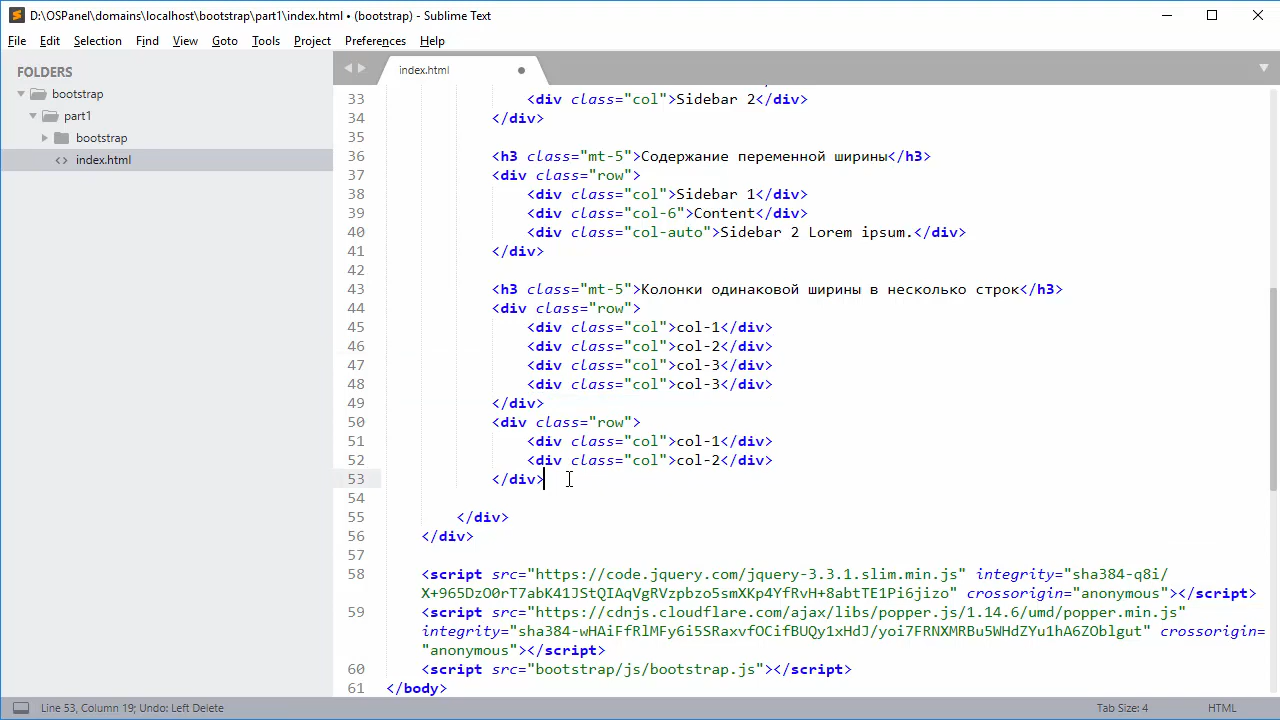 D:\OSPanel\domains\localhost\bootstrap\part1\index.html • (bootstrap) - Sublime Text
File Edit Selection Find View Goto Tools Project Preferences Help
FOLDERS
bootstrap
part1
bootstrap
<> index.html
index.html
33 <div class="col">Sidebar 2</div>
34 </div>
35
36 <h3 class="mt-5">Содержание переменной ширины</h3>
37 <div class="row">
38 <div class="col">Sidebar 1</div>
39 <div class="col-6">Content</div>
40 <div class="col-auto">Sidebar 2 Lorem ipsum.</div>
41 </div>
42
43 <h3 class="mt-5">Колонки одинаковой ширины в несколько строк</h3>
44 <div class="row">
45 <div class="col">col-1</div>
46 <div class="col">col-2</div>
47 <div class="col">col-3</div>
48 <div class="col">col-3</div>
49 </div>
50 <div class="row">
51 <div class="col">col-1</div>
52 <div class="col">col-2</div>
53 </div>
54
55 </div>
56 </div>
57
58 <script src="https://code.jquery.com/jquery-3.3.1.slim.min.js" integrity="sha384-q8i/
X+965DzO0rT7abK41JStQIAqVgRVzpbzo5smXKp4YfRvH+8abtTE1Pi6jizo" crossorigin="anonymous"></script>
59 <script src="https://cdnjs.cloudflare.com/ajax/libs/popper.js/1.14.6/umd/popper.min.js"
integrity="sha384-wHAiFfRlMFy6i5SRaxvfOCifBUQy1xHdJ/yoi7FRNXMRBu5WHdZYu1hA6ZOblgut" crossorigin=
"anonymous"></script>
60 <script src="bootstrap/js/bootstrap.js"></script>
61 </body>
Line 53, Column 19; Undo: Left Delete
Tab Size: 4
HTML